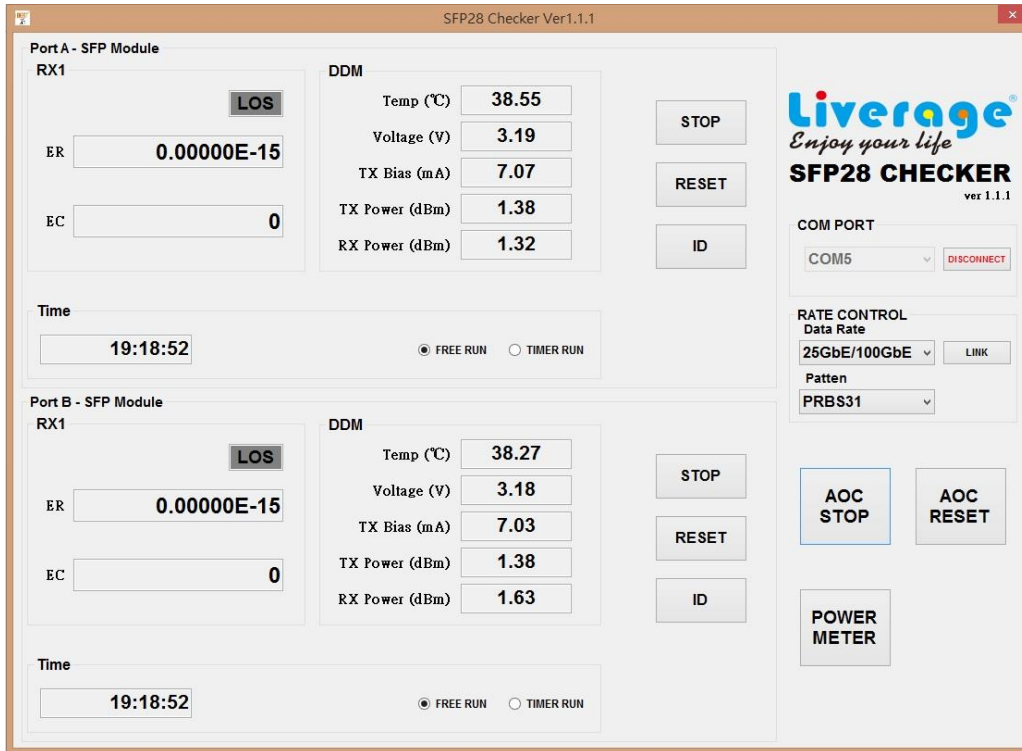 SFP28 Checker Ver1.1.1
Port A - SFP Module
RX1
LOS
ER 0.00000E-15
EC 0
DDM
Temp (℃) 38.55
Voltage (V) 3.19
TX Bias (mA) 7.07
TX Power (dBm) 1.38
RX Power (dBm) 1.32
STOP
RESET
ID
Time
19:18:52
FREE RUN TIMER RUN
Port B - SFP Module
RX1
LOS
ER 0.00000E-15
EC 0
DDM
Temp (℃) 38.27
Voltage (V) 3.18
TX Bias (mA) 7.03
TX Power (dBm) 1.38
RX Power (dBm) 1.63
STOP
RESET
ID
Time
19:18:52
FREE RUN TIMER RUN
Liverage®
Enjoy your life
SFP28 CHECKER
ver 1.1.1
COM PORT
COM5 DISCONNECT
RATE CONTROL
Data Rate
25GbE/100GbE LINK
Patten
PRBS31
AOC
STOP
AOC
RESET
POWER
METER